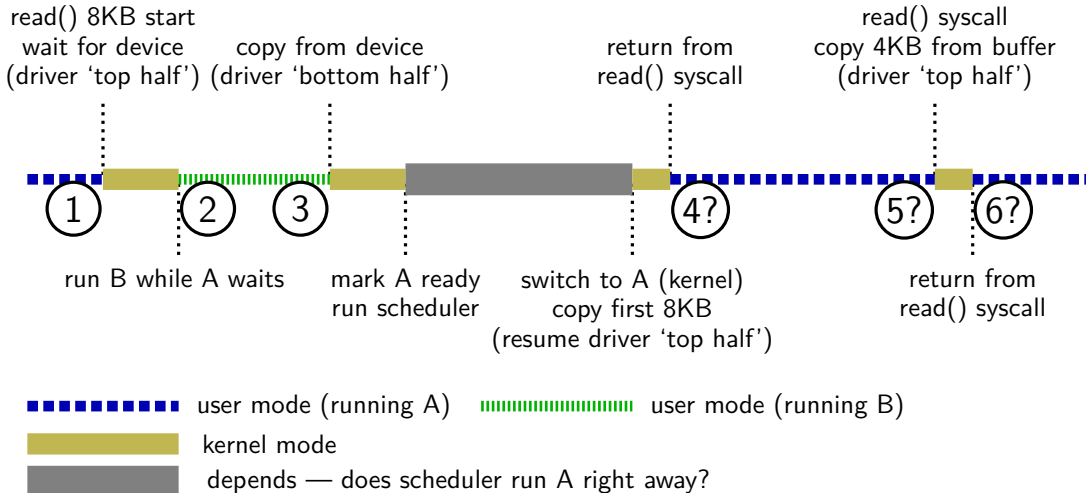 read() 8KB start
wait for device
(driver ‘top half’)
copy from device
(driver ‘bottom half’)
return from
read() syscall
read() syscall
copy 4KB from buffer
(driver ‘top half’)
1
2
3
4?
5?
6?
run B while A waits
mark A ready
run scheduler
switch to A (kernel)
copy first 8KB
(resume driver ‘top half’)
return from
read() syscall
user mode (running A)
user mode (running B)
kernel mode
depends — does scheduler run A right away?